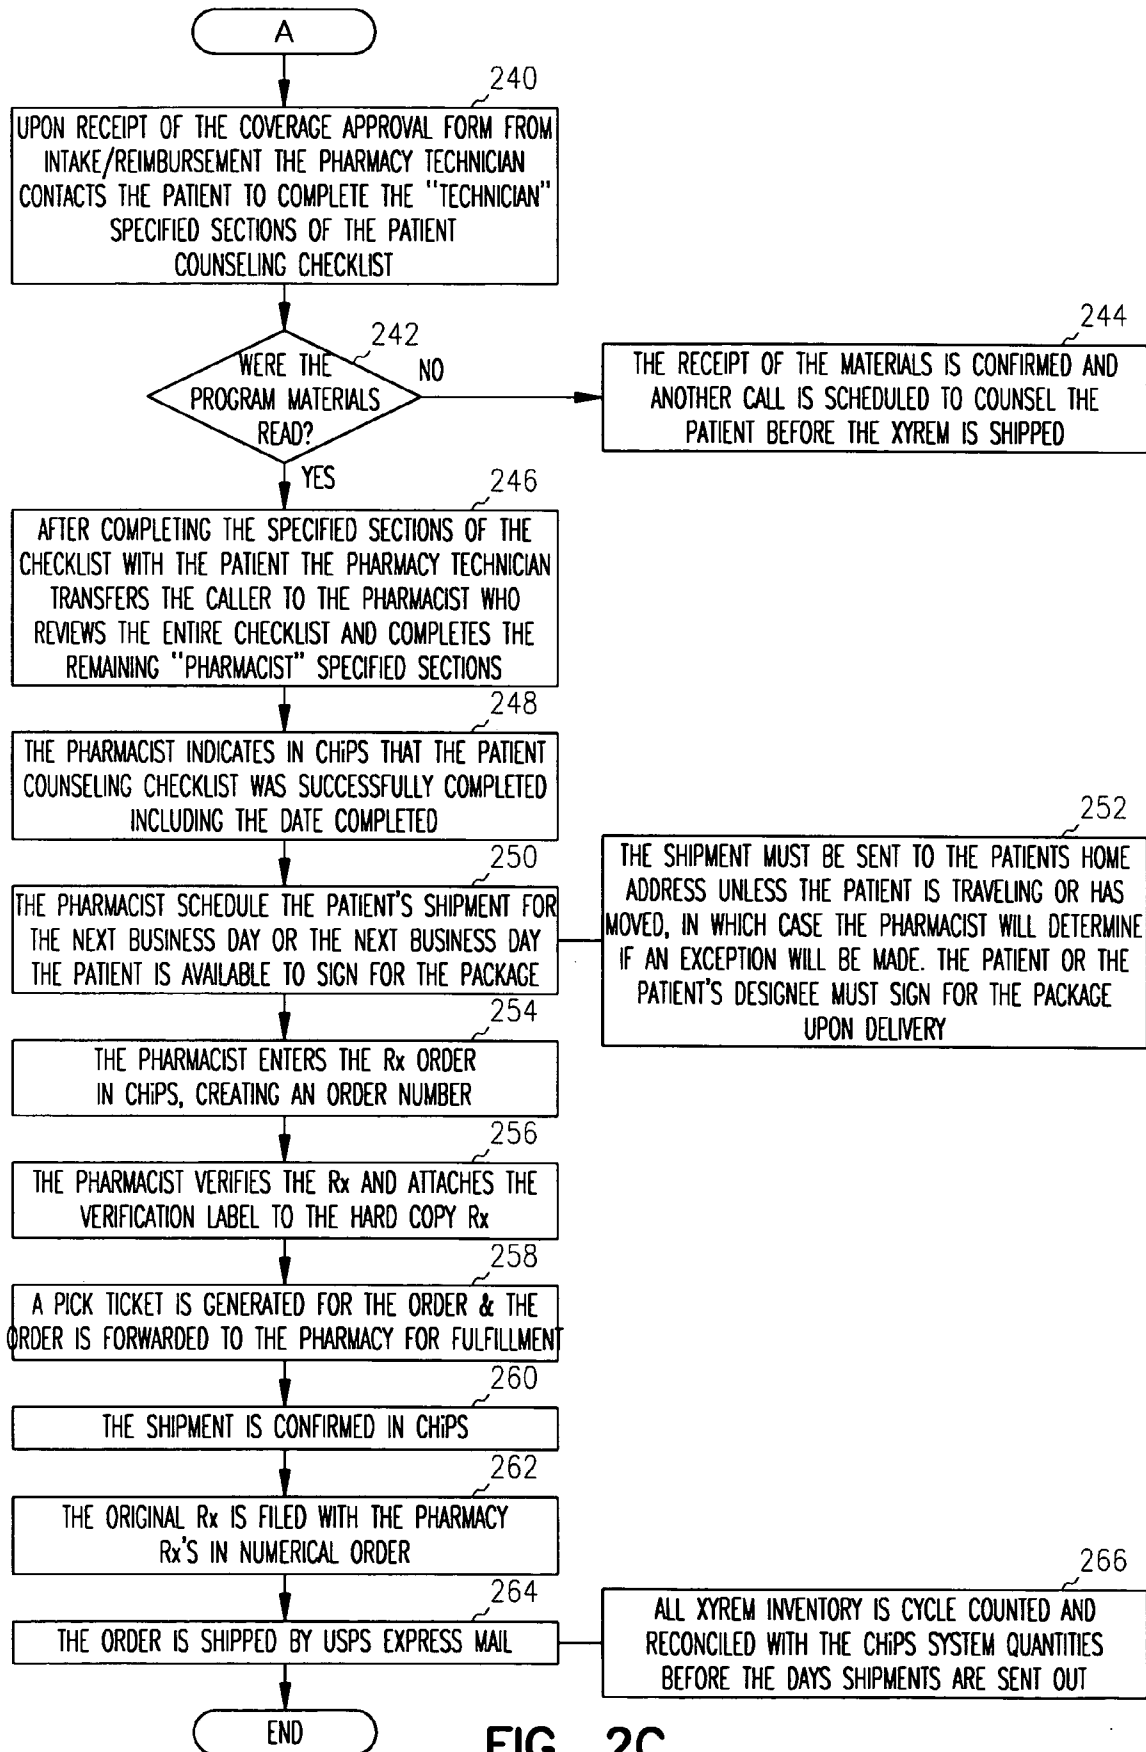 A
240
UPON RECEIPT OF THE COVERAGE APPROVAL FORM FROM
INTAKE/REIMBURSEMENT THE PHARMACY TECHNICIAN
CONTACTS THE PATIENT TO COMPLETE THE "TECHNICIAN"
SPECIFIED SECTIONS OF THE PATIENT
COUNSELING CHECKLIST
242
WERE THE
PROGRAM MATERIALS
READ?
NO
244
THE RECEIPT OF THE MATERIALS IS CONFIRMED AND
ANOTHER CALL IS SCHEDULED TO COUNSEL THE
PATIENT BEFORE THE XYREM IS SHIPPED
YES
246
AFTER COMPLETING THE SPECIFIED SECTIONS OF THE
CHECKLIST WITH THE PATIENT THE PHARMACY TECHNICIAN
TRANSFERS THE CALLER TO THE PHARMACIST WHO
REVIEWS THE ENTIRE CHECKLIST AND COMPLETES THE
REMAINING "PHARMACIST" SPECIFIED SECTIONS
248
THE PHARMACIST INDICATES IN CHiPS THAT THE PATIENT
COUNSELING CHECKLIST WAS SUCCESSFULLY COMPLETED
INCLUDING THE DATE COMPLETED
250
THE PHARMACIST SCHEDULE THE PATIENT'S SHIPMENT FOR
THE NEXT BUSINESS DAY OR THE NEXT BUSINESS DAY
THE PATIENT IS AVAILABLE TO SIGN FOR THE PACKAGE
252
THE SHIPMENT MUST BE SENT TO THE PATIENTS HOME
ADDRESS UNLESS THE PATIENT IS TRAVELING OR HAS
MOVED, IN WHICH CASE THE PHARMACIST WILL DETERMINE
IF AN EXCEPTION WILL BE MADE. THE PATIENT OR THE
PATIENT'S DESIGNEE MUST SIGN FOR THE PACKAGE
UPON DELIVERY
254
THE PHARMACIST ENTERS THE Rx ORDER
IN CHiPS, CREATING AN ORDER NUMBER
256
THE PHARMACIST VERIFIES THE Rx AND ATTACHES THE
VERIFICATION LABEL TO THE HARD COPY Rx
258
A PICK TICKET IS GENERATED FOR THE ORDER & THE
ORDER IS FORWARDED TO THE PHARMACY FOR FULFILLMENT
260
THE SHIPMENT IS CONFIRMED IN CHiPS
262
THE ORIGINAL Rx IS FILED WITH THE PHARMACY
Rx'S IN NUMERICAL ORDER
264
THE ORDER IS SHIPPED BY USPS EXPRESS MAIL
266
ALL XYREM INVENTORY IS CYCLE COUNTED AND
RECONCILED WITH THE CHiPS SYSTEM QUANTITIES
BEFORE THE DAYS SHIPMENTS ARE SENT OUT
END
FIG. 2C